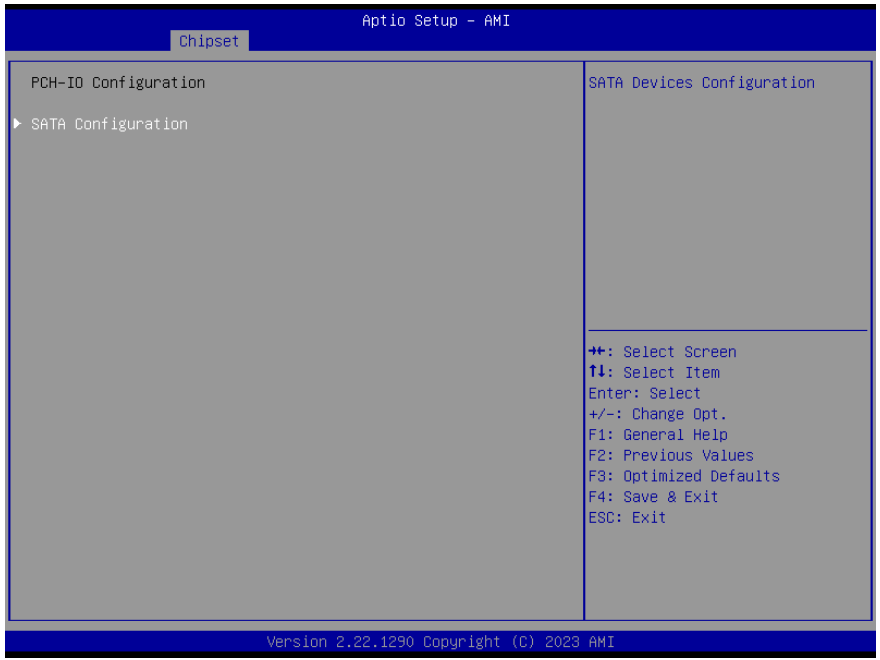 Aptio Setup – AMI
Chipset
PCH-IO Configuration
SATA Configuration
SATA Devices Configuration
→←: Select Screen
↑↓: Select Item
Enter: Select
+/-: Change Opt.
F1: General Help
F2: Previous Values
F3: Optimized Defaults
F4: Save & Exit
ESC: Exit
Version 2.22.1290 Copyright (C) 2023 AMI